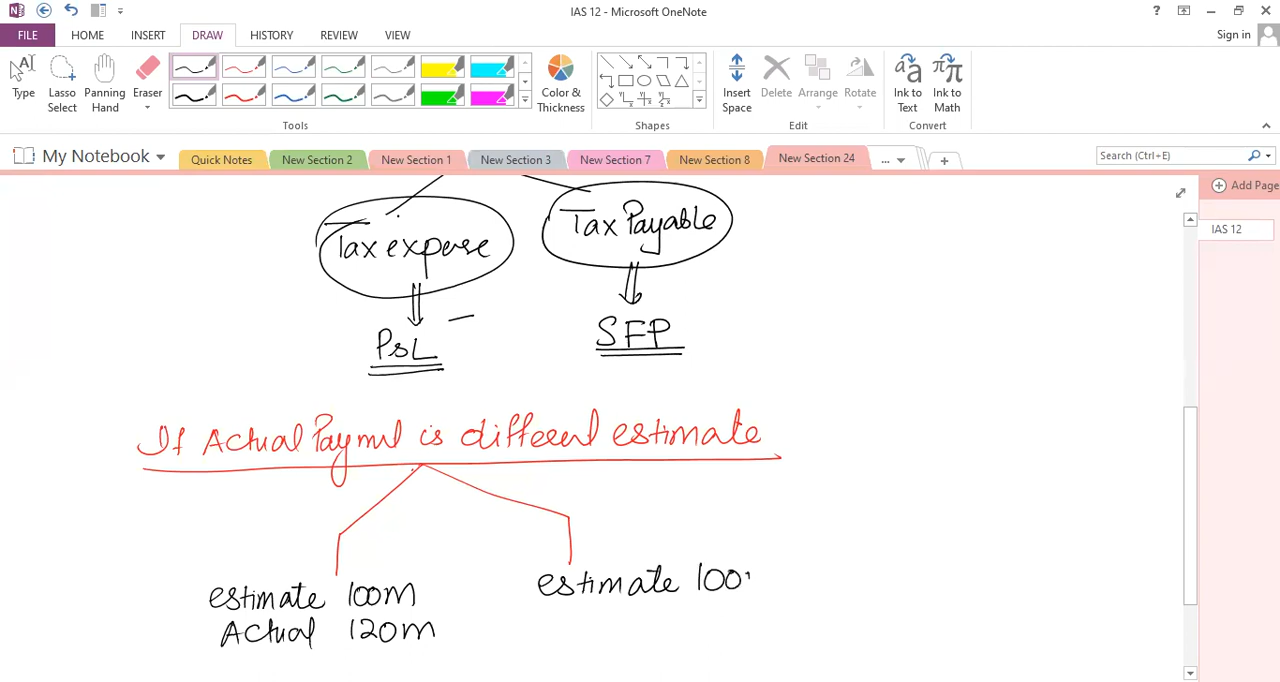 IAS 12 - Microsoft OneNote
?
FILE HOME INSERT DRAW HISTORY REVIEW VIEW
Sign in
Type
Lasso Select
Panning Hand
Eraser
Color & Thickness
Insert Space
Delete
Arrange
Rotate
Ink to Text
Ink to Math
Tools
Shapes
Edit
Convert
My Notebook
Quick Notes
New Section 2
New Section 1
New Section 3
New Section 7
New Section 8
New Section 24
...
Search (Ctrl+E)
Add Page
IAS 12
Tax expense
Tax Payable
PsL
SFP
If Actual Paymnt is different estimate
estimate 100M
Actual 120m
estimate 100